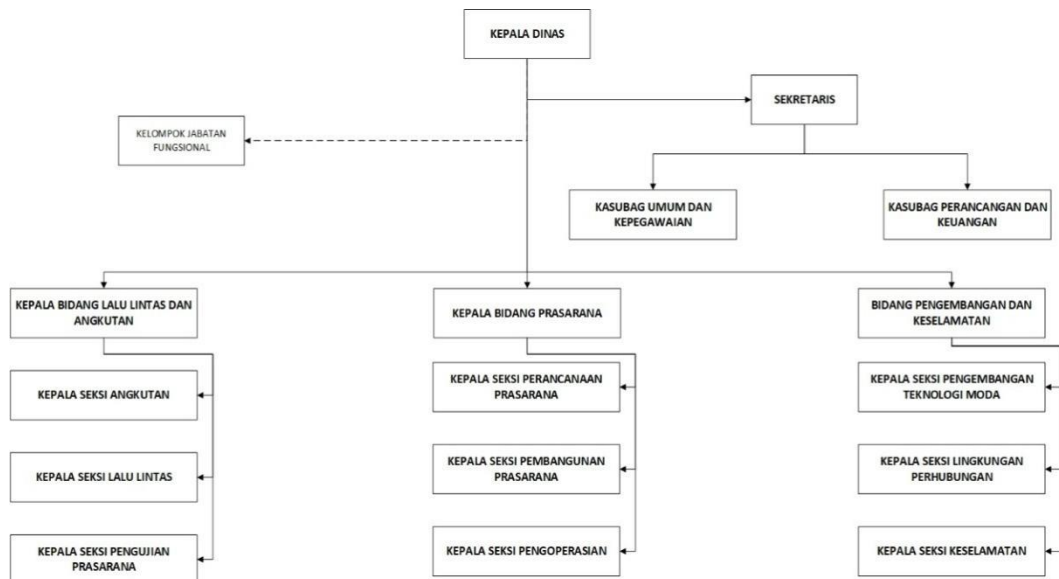 KEPALA DINAS
SEKRETARIS
KELOMPOK JABATAN
FUNGSIONAL
KASUBAG UMUM DAN
KEPEGAWAIAN
KASUBAG PERANCANGAN DAN
KEUANGAN
KEPALA BIDANG LALU LINTAS DAN
ANGKUTAN
KEPALA BIDANG PRASARANA
BIDANG PENGEMBANGAN DAN
KESELAMATAN
KEPALA SEKSI ANGKUTAN
KEPALA SEKSI PERANCANAAN
PRASARANA
KEPALA SEKSI PENGEMBANGAN
TEKNOLOGI MODA
KEPALA SEKSI LALU LINTAS
KEPALA SEKSI PEMBANGUNAN
PRASARANA
KEPALA SEKSI LINGKUNGAN
PERHUBUNGAN
KEPALA SEKSI PENGUJIAN
PRASARANA
KEPALA SEKSI PENGOPERASIAN
KEPALA SEKSI KESELAMATAN